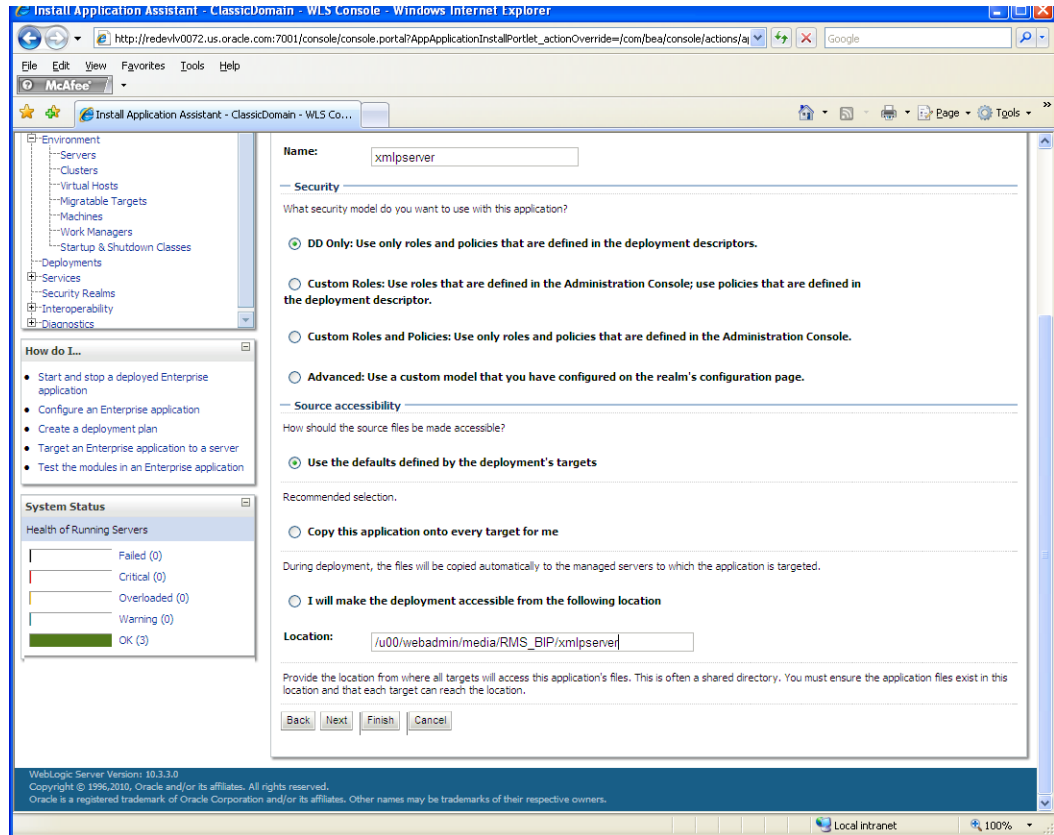 Install Application Assistant - ClassicDomain - WLS Console - Windows Internet Explorer
http://redevlv0072.us.oracle.com:7001/console/console.portal?AppApplicationInstallPortlet_actionOverride=/com/bea/console/actions/a
Google
File Edit View Favorites Tools Help
McAfee
Install Application Assistant - ClassicDomain - WLS Co...
Page Tools
Environment
Servers
Clusters
Virtual Hosts
Migratable Targets
Machines
Work Managers
Startup & Shutdown Classes
Deployments
Services
Security Realms
Interoperability
Diagnostics
How do I...
Start and stop a deployed Enterprise
application
Configure an Enterprise application
Create a deployment plan
Target an Enterprise application to a server
Test the modules in an Enterprise application
System Status
Health of Running Servers
Failed (0)
Critical (0)
Overloaded (0)
Warning (0)
OK (3)
Name: xmlpserver
Security
What security model do you want to use with this application?
DD Only: Use only roles and policies that are defined in the deployment descriptors.
Custom Roles: Use roles that are defined in the Administration Console; use policies that are defined in
the deployment descriptor.
Custom Roles and Policies: Use only roles and policies that are defined in the Administration Console.
Advanced: Use a custom model that you have configured on the realm's configuration page.
Source accessibility
How should the source files be made accessible?
Use the defaults defined by the deployment's targets
Recommended selection.
Copy this application onto every target for me
During deployment, the files will be copied automatically to the managed servers to which the application is targeted.
I will make the deployment accessible from the following location
Location: /u00/webadmin/media/RMS_BIP/xmlpserver
Provide the location from where all targets will access this application's files. This is often a shared directory. You must ensure the application files exist in this
location and that each target can reach the location.
Back Next Finish Cancel
WebLogic Server Version: 10.3.3.0
Copyright © 1996,2010, Oracle and/or its affiliates. All rights reserved.
Oracle is a registered trademark of Oracle Corporation and/or its affiliates. Other names may be trademarks of their respective owners.
Local intranet 100%